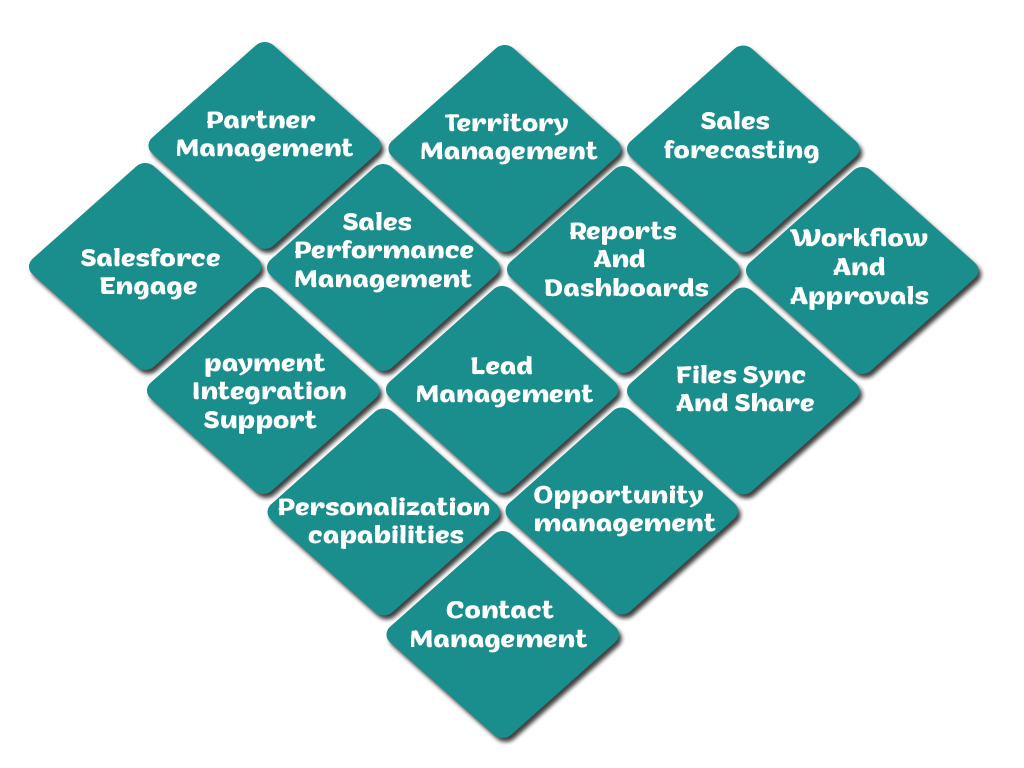 Partner
Management
Territory
Management
Sales
forecasting
Salesforce
Engage
Sales
Performance
Management
Reports
And
Dashboards
Workflow
And
Approvals
payment
Integration
Support
Lead
Management
Files Sync
And Share
Personalization
capabilities
Opportunity
management
Contact
Management